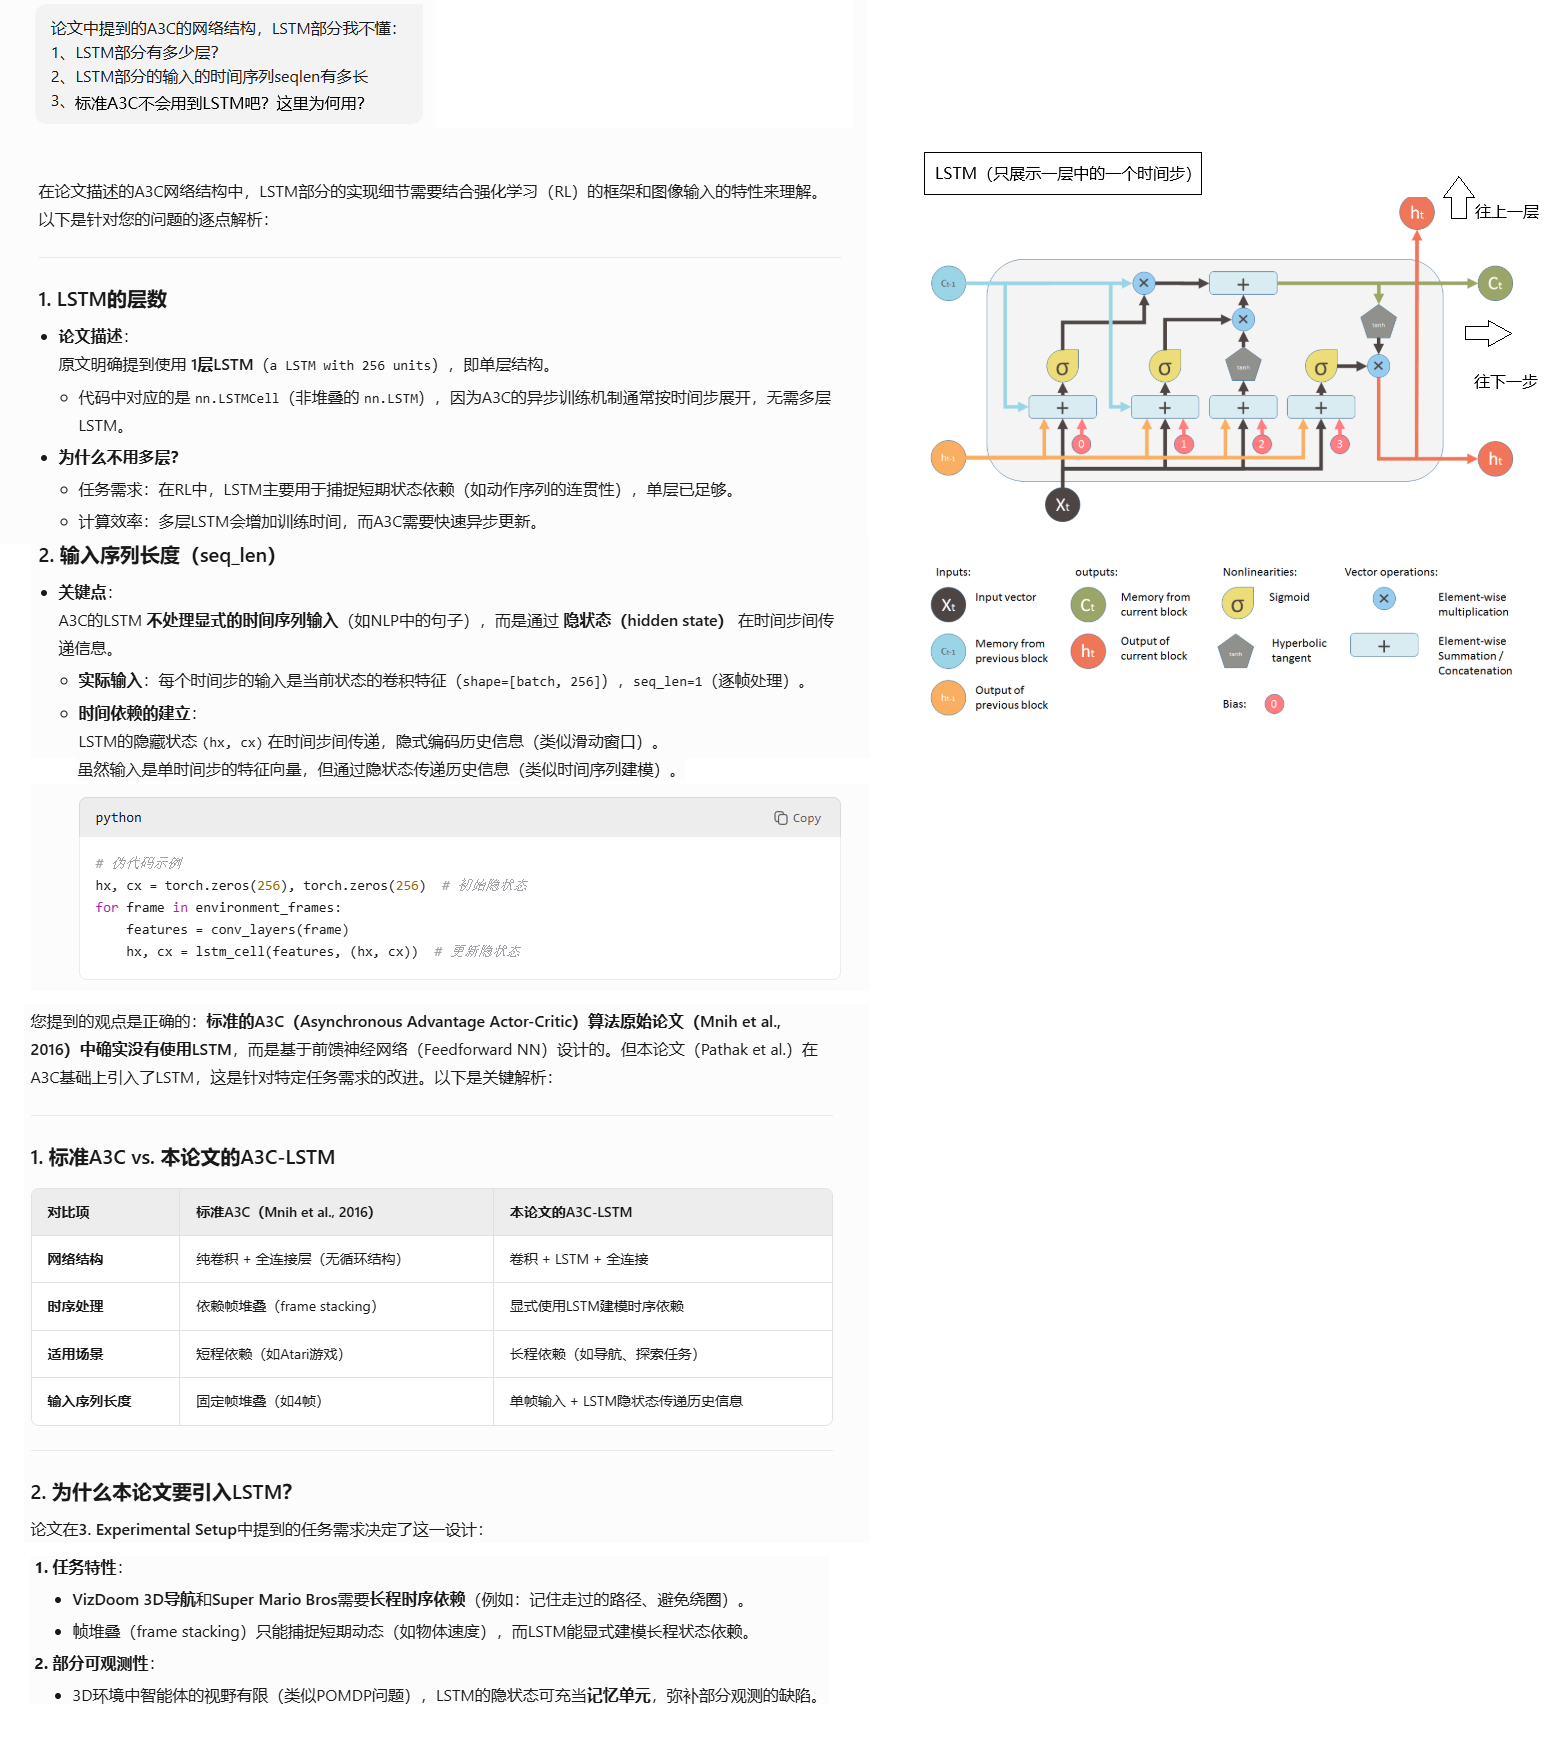 论文中提到的A3C的网络结构，LSTM部分我不懂：
1、LSTM部分有多少层？
2、LSTM部分的输入的时间序列seqlen有多长
3、标准A3C不会用到LSTM吧？这里为何用？
在论文描述的A3C网络结构中，LSTM部分的实现细节需要结合强化学习（RL）的框架和图像输入的特性来理解。
以下是针对您的问题的逐点解析：
1. LSTM的层数
• 论文描述：
原文明确提到使用 1层LSTM（a LSTM with 256 units），即单层结构。
○ 代码中对应的是 nn.LSTMCell（非堆叠的 nn.LSTM），因为A3C的异步训练机制通常按时间步展开，无需多层
LSTM。
• 为什么不用多层？
○ 任务需求：在RL中，LSTM主要用于捕捉短期状态依赖（如动作序列的连贯性），单层已足够。
○ 计算效率：多层LSTM会增加训练时间，而A3C需要快速异步更新。
2. 输入序列长度（seq_len）
• 关键点：
A3C的LSTM 不处理显式的时间序列输入（如NLP中的句子），而是通过 隐状态（hidden state） 在时间步间传
递信息。
○ 实际输入：每个时间步的输入是当前状态的卷积特征（shape=[batch, 256]），seq_len=1（逐帧处理）。
○ 时间依赖的建立：
LSTM的隐藏状态 (hx, cx) 在时间步间传递，隐式编码历史信息（类似滑动窗口）。
虽然输入是单时间步的特征向量，但通过隐状态传递历史信息（类似时间序列建模）。
python
Copy
# 伪代码示例
hx, cx = torch.zeros(256), torch.zeros(256)  # 初始隐状态
for frame in environment_frames:
    features = conv_layers(frame)
    hx, cx = lstm_cell(features, (hx, cx))  # 更新隐状态
您提到的观点是正确的：标准的A3C（Asynchronous Advantage Actor-Critic）算法原始论文（Mnih et al.,
2016）中确实没有使用LSTM，而是基于前馈神经网络（Feedforward NN）设计的。但本论文（Pathak et al.）在
A3C基础上引入了LSTM，这是针对特定任务需求的改进。以下是关键解析：
1. 标准A3C vs. 本论文的A3C-LSTM
对比项 标准A3C（Mnih et al., 2016） 本论文的A3C-LSTM
网络结构 纯卷积 + 全连接层（无循环结构） 卷积 + LSTM + 全连接
时序处理 依赖帧堆叠（frame stacking） 显式使用LSTM建模时序依赖
适用场景 短程依赖（如Atari游戏） 长程依赖（如导航、探索任务）
输入序列长度 固定帧堆叠（如4帧） 单帧输入 + LSTM隐状态传递历史信息
2. 为什么本论文要引入LSTM？
论文在3. Experimental Setup中提到的任务需求决定了这一设计：
1. 任务特性：
• VizDoom 3D导航和Super Mario Bros需要长程时序依赖（例如：记住走过的路径、避免绕圈）。
• 帧堆叠（frame stacking）只能捕捉短期动态（如物体速度），而LSTM能显式建模长程状态依赖。
2. 部分可观测性：
• 3D环境中智能体的视野有限（类似POMDP问题），LSTM的隐状态可充当记忆单元，弥补部分观测的缺陷。
LSTM（只展示一层中的一个时间步）
ht
往上一层
Ct-1
×
+
Ct
×
tanh
往下一步
σ
σ
tanh
σ
×
+
+
+
+
0
1
2
3
ht-1
ht
Xt
Inputs:
outputs:
Nonlinearities:
Vector operations:
Xt
Input vector
Ct
Memory from
current block
σ
Sigmoid
×
Element-wise
multiplication
Ct-1
Memory from
previous block
ht
Output of
current block
tanh
Hyperbolic
tangent
+
Element-wise
Summation /
Concatenation
ht-1
Output of
previous block
Bias:
0